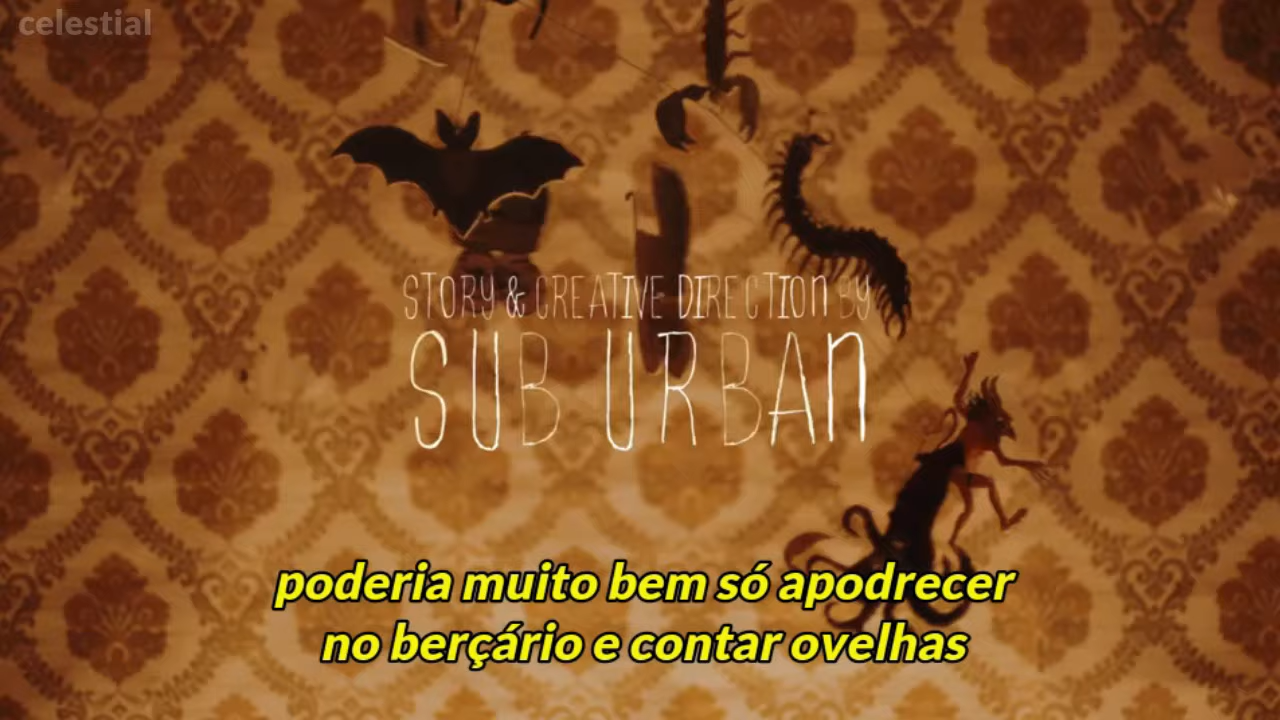 celestial
STORY & CREATIVE DIRECTION BY
SUB URBAN
poderia muito bem só apodrecer
no berçário e contar ovelhas